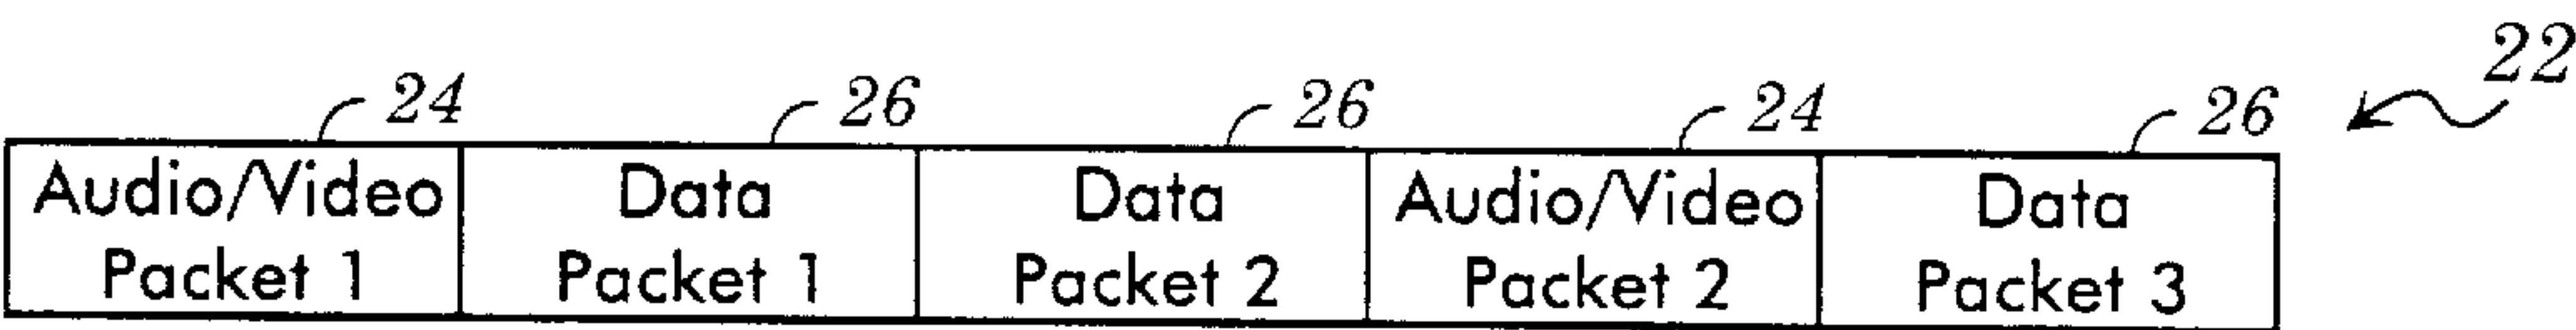 22
24 26 26 24 26
Audio/Video Data Data Audio/Video Data
Packet 1 Packet 1 Packet 2 Packet 2 Packet 3